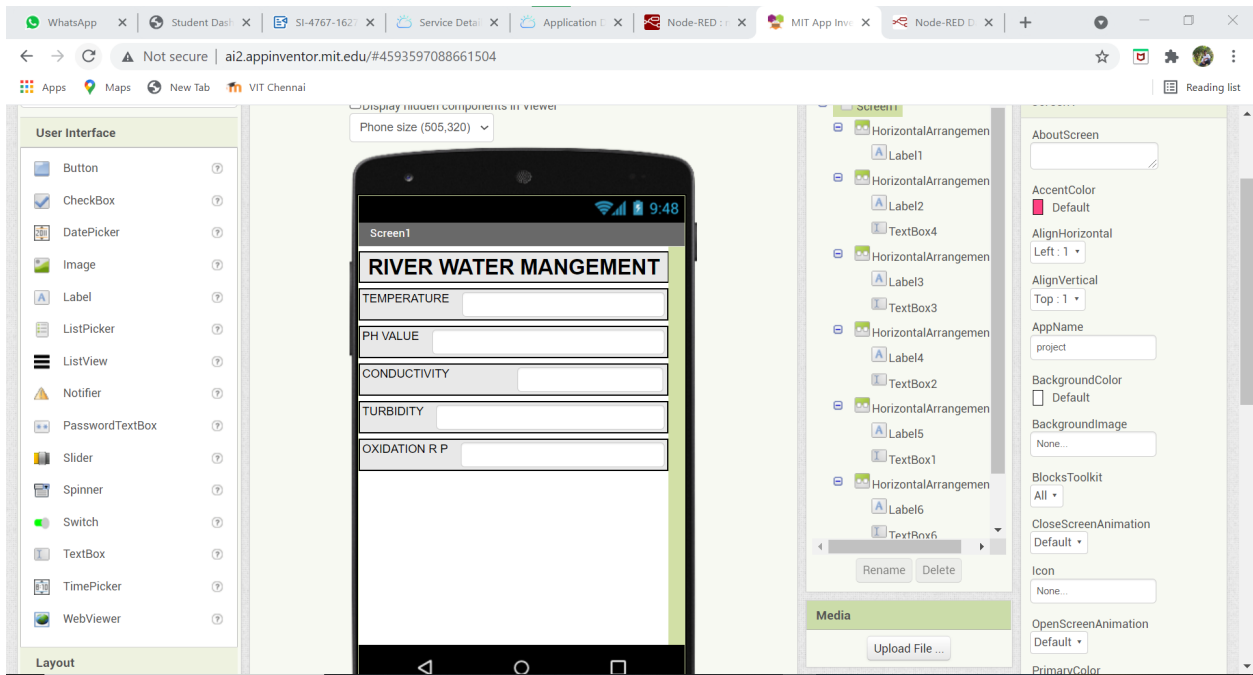 WhatsApp
Student Dash
SI-4767-1627
Service Detai
Application D
Node-RED : n
MIT App Inve
Node-RED D
Not secure | ai2.appinventor.mit.edu/#4593597088661504
Apps
Maps
New Tab
VIT Chennai
Reading list
User Interface
Button
CheckBox
DatePicker
Image
Label
ListPicker
ListView
Notifier
PasswordTextBox
Slider
Spinner
Switch
TextBox
TimePicker
WebViewer
Layout
Display hidden components in Viewer
Phone size (505,320)
9:48
Screen1
RIVER WATER MANGEMENT
TEMPERATURE
PH VALUE
CONDUCTIVITY
TURBIDITY
OXIDATION R P
Screen1
HorizontalArrangemen
Label1
HorizontalArrangemen
Label2
TextBox4
HorizontalArrangemen
Label3
TextBox3
HorizontalArrangemen
Label4
TextBox2
HorizontalArrangemen
Label5
TextBox1
HorizontalArrangemen
Label6
TextBox6
Rename
Delete
Media
Upload File ...
Screen1
AboutScreen
AccentColor
Default
AlignHorizontal
Left : 1
AlignVertical
Top : 1
AppName
project
BackgroundColor
Default
BackgroundImage
None...
BlocksToolkit
All
CloseScreenAnimation
Default
Icon
None...
OpenScreenAnimation
Default
PrimaryColor